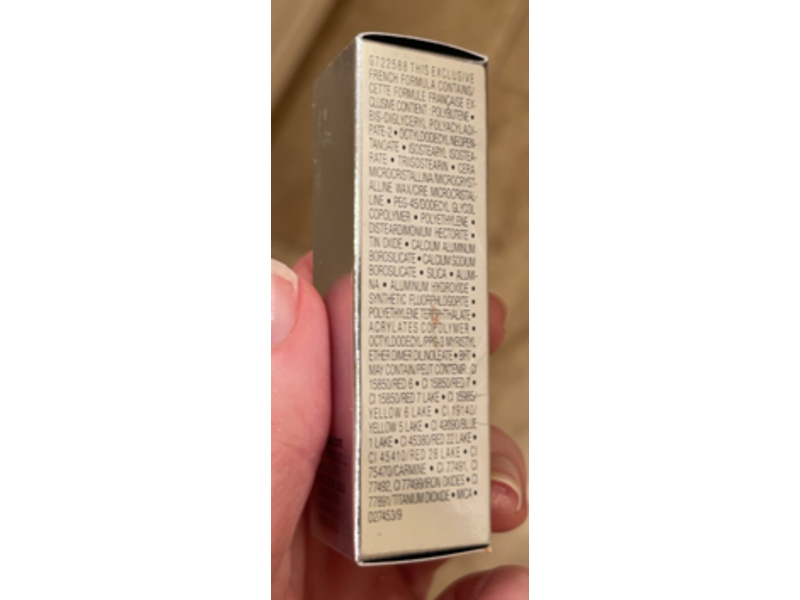 G722588 THIS EXCLUSIVE
FRENCH FORMULA CONTAINS/
CETTE FORMULE FRANÇAISE EX-
CLUSIVE CONTIENT: POLYBUTENE •
BIS-DIGLYCERYL POLYACYLADI-
PATE-2 • OCTYLDODECYL NEOPEN-
TANOATE • ISOSTEARYL ISOSTEA-
RATE • TRIISOSTEARIN • CERA
MICROCRISTALLINA/MICROCRYST-
ALLINE WAX/CIRE MICROCRISTAL-
LINE • PEG-45/DODECYL GLYCOL
COPOLYMER • POLYETHYLENE •
DISTEARDIMONIUM HECTORITE •
TIN OXIDE • CALCIUM ALUMINUM
BOROSILICATE • CALCIUM SODIUM
BOROSILICATE • SILICA • ALUMI-
NA • ALUMINUM HYDROXIDE •
SYNTHETIC FLUORPHLOGOPITE •
POLYETHYLENE TEREPHTHALATE •
ACRYLATES COPOLYMER •
OCTYLDODECYL/PPG-3 MYRISTYL
ETHER DIMER DILINOLEATE • BHT •
MAY CONTAIN/PEUT CONTENIR: CI
15850/RED 6 • CI 15850/RED 7 •
CI 15850/RED 7 LAKE • CI 15985/
YELLOW 6 LAKE • CI 19140/
YELLOW 5 LAKE • CI 42090/BLUE
1 LAKE • CI 45380/RED 22 LAKE •
CI 45410/RED 28 LAKE • CI
75470/CARMINE • CI 77491,
77492, CI 77499/IRON OXIDES • CI
77891/TITANIUM DIOXIDE • MICA •
D27453/9